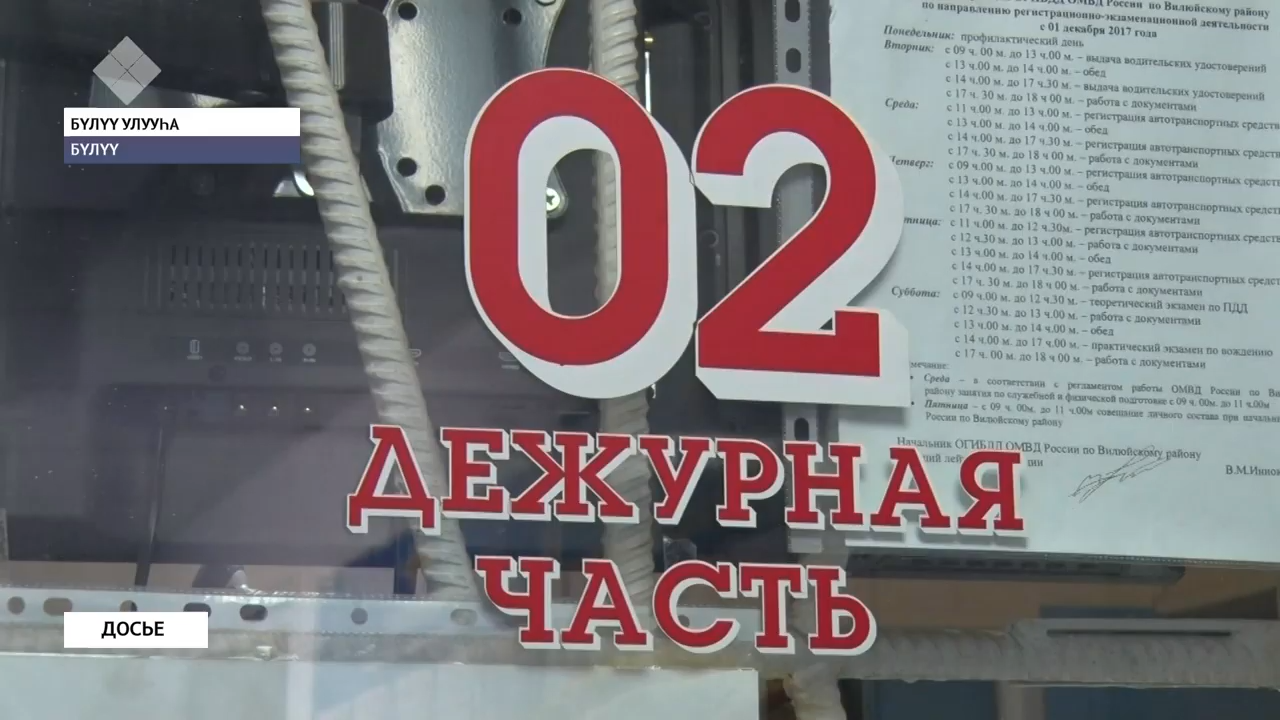 БҮЛҮҮ УЛУУҺА
БҮЛҮҮ
02
ДЕЖУРНАЯ
ЧАСТЬ
ДОСЬЕ
ОМВД России по Вилюйскому району
по направлению регистрационно-экзаменационной деятельности
с 01 декабря 2017 года
Понедельник: профилактический день
Вторник: с 09 ч. 00 м. до 13 ч.00 м. – выдача водительских удостоверений
с 13 ч.00 м. до 14 ч.00 м. – обед
с 14 ч.00 м. до 17 ч.30 м. – выдача водительских удостоверений
с 17 ч. 30 м. до 18 ч 00 м. – работа с документами
Среда: с 11 ч.00 м. до 13 ч.00 м. – регистрация автотранспортных средств
с 13 ч.00 м. до 14 ч.00 м. – обед
с 14 ч.00 м. до 17 ч.30 м. – регистрация автотранспортных средств
с 17 ч. 30 м. до 18 ч 00 м. – работа с документами
Четверг: с 09 ч.00 м. до 13 ч.00 м. – регистрация автотранспортных средств
с 13 ч.00 м. до 14 ч.00 м. – обед
с 14 ч.00 м. до 17 ч.30 м. – регистрация автотранспортных средств
с 17 ч. 30 м. до 18 ч.00 м. – работа с документами
тница: с 11 ч.00 м. до 12 ч.30м. – регистрация автотранспортных средств
с 12 ч.30 м. до 13 ч.00 м. – работа с документами
с 13 ч.00 м. до 14 ч.00 м. – обед
с 14 ч.00 м. до 17 ч.30 м. – регистрация автотранспортных средст
с 17 ч. 30 м. до 18 ч.00 м. – работа с документами
Суббота: с 09 ч.00 м. до 12 ч.30 м. – теоретический экзамен по ПДД
с 12 ч.30 м. до 13 ч.00 м. – работа с документами
с 13 ч.00 м. до 14 ч.00 м. – обед
с 14 ч.00 м. до 17 ч.00 м. – практический экзамен по вождению
с 17 ч. 00 м. до 18 ч.00 м. – работа с документами
мечание:
• Среда – в соответствии с регламентом работы ОМВД России по Ви
району занятия по служебной и физической подготовке с 09 ч. 00м. до 11 ч.00м
• Пятница – с 09 ч. 00м. до 11 ч.00м совещание личного состава при начальн
России по Вилюйскому району
Начальник ОГИБДД ОМВД России по Вилюйскому району
В.М.Инно